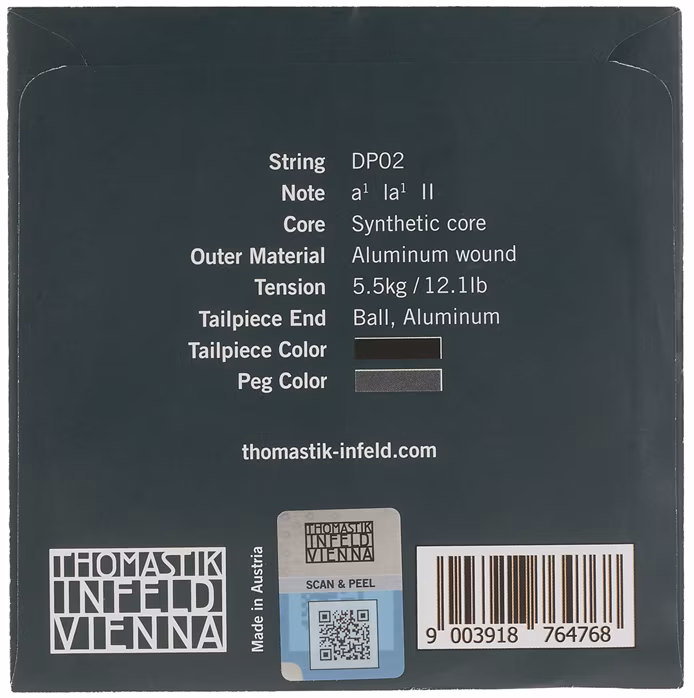 String DP02
Note a¹ la¹ II
Core Synthetic core
Outer Material Aluminum wound
Tension 5.5kg / 12.1lb
Tailpiece End Ball, Aluminum
Tailpiece Color
Peg Color
thomastik-infeld.com
THOMASTIK
INFELD
VIENNA
Made in Austria
THOMASTIK
INFELD
VIENNA
SCAN & PEEL
9 003918 764768